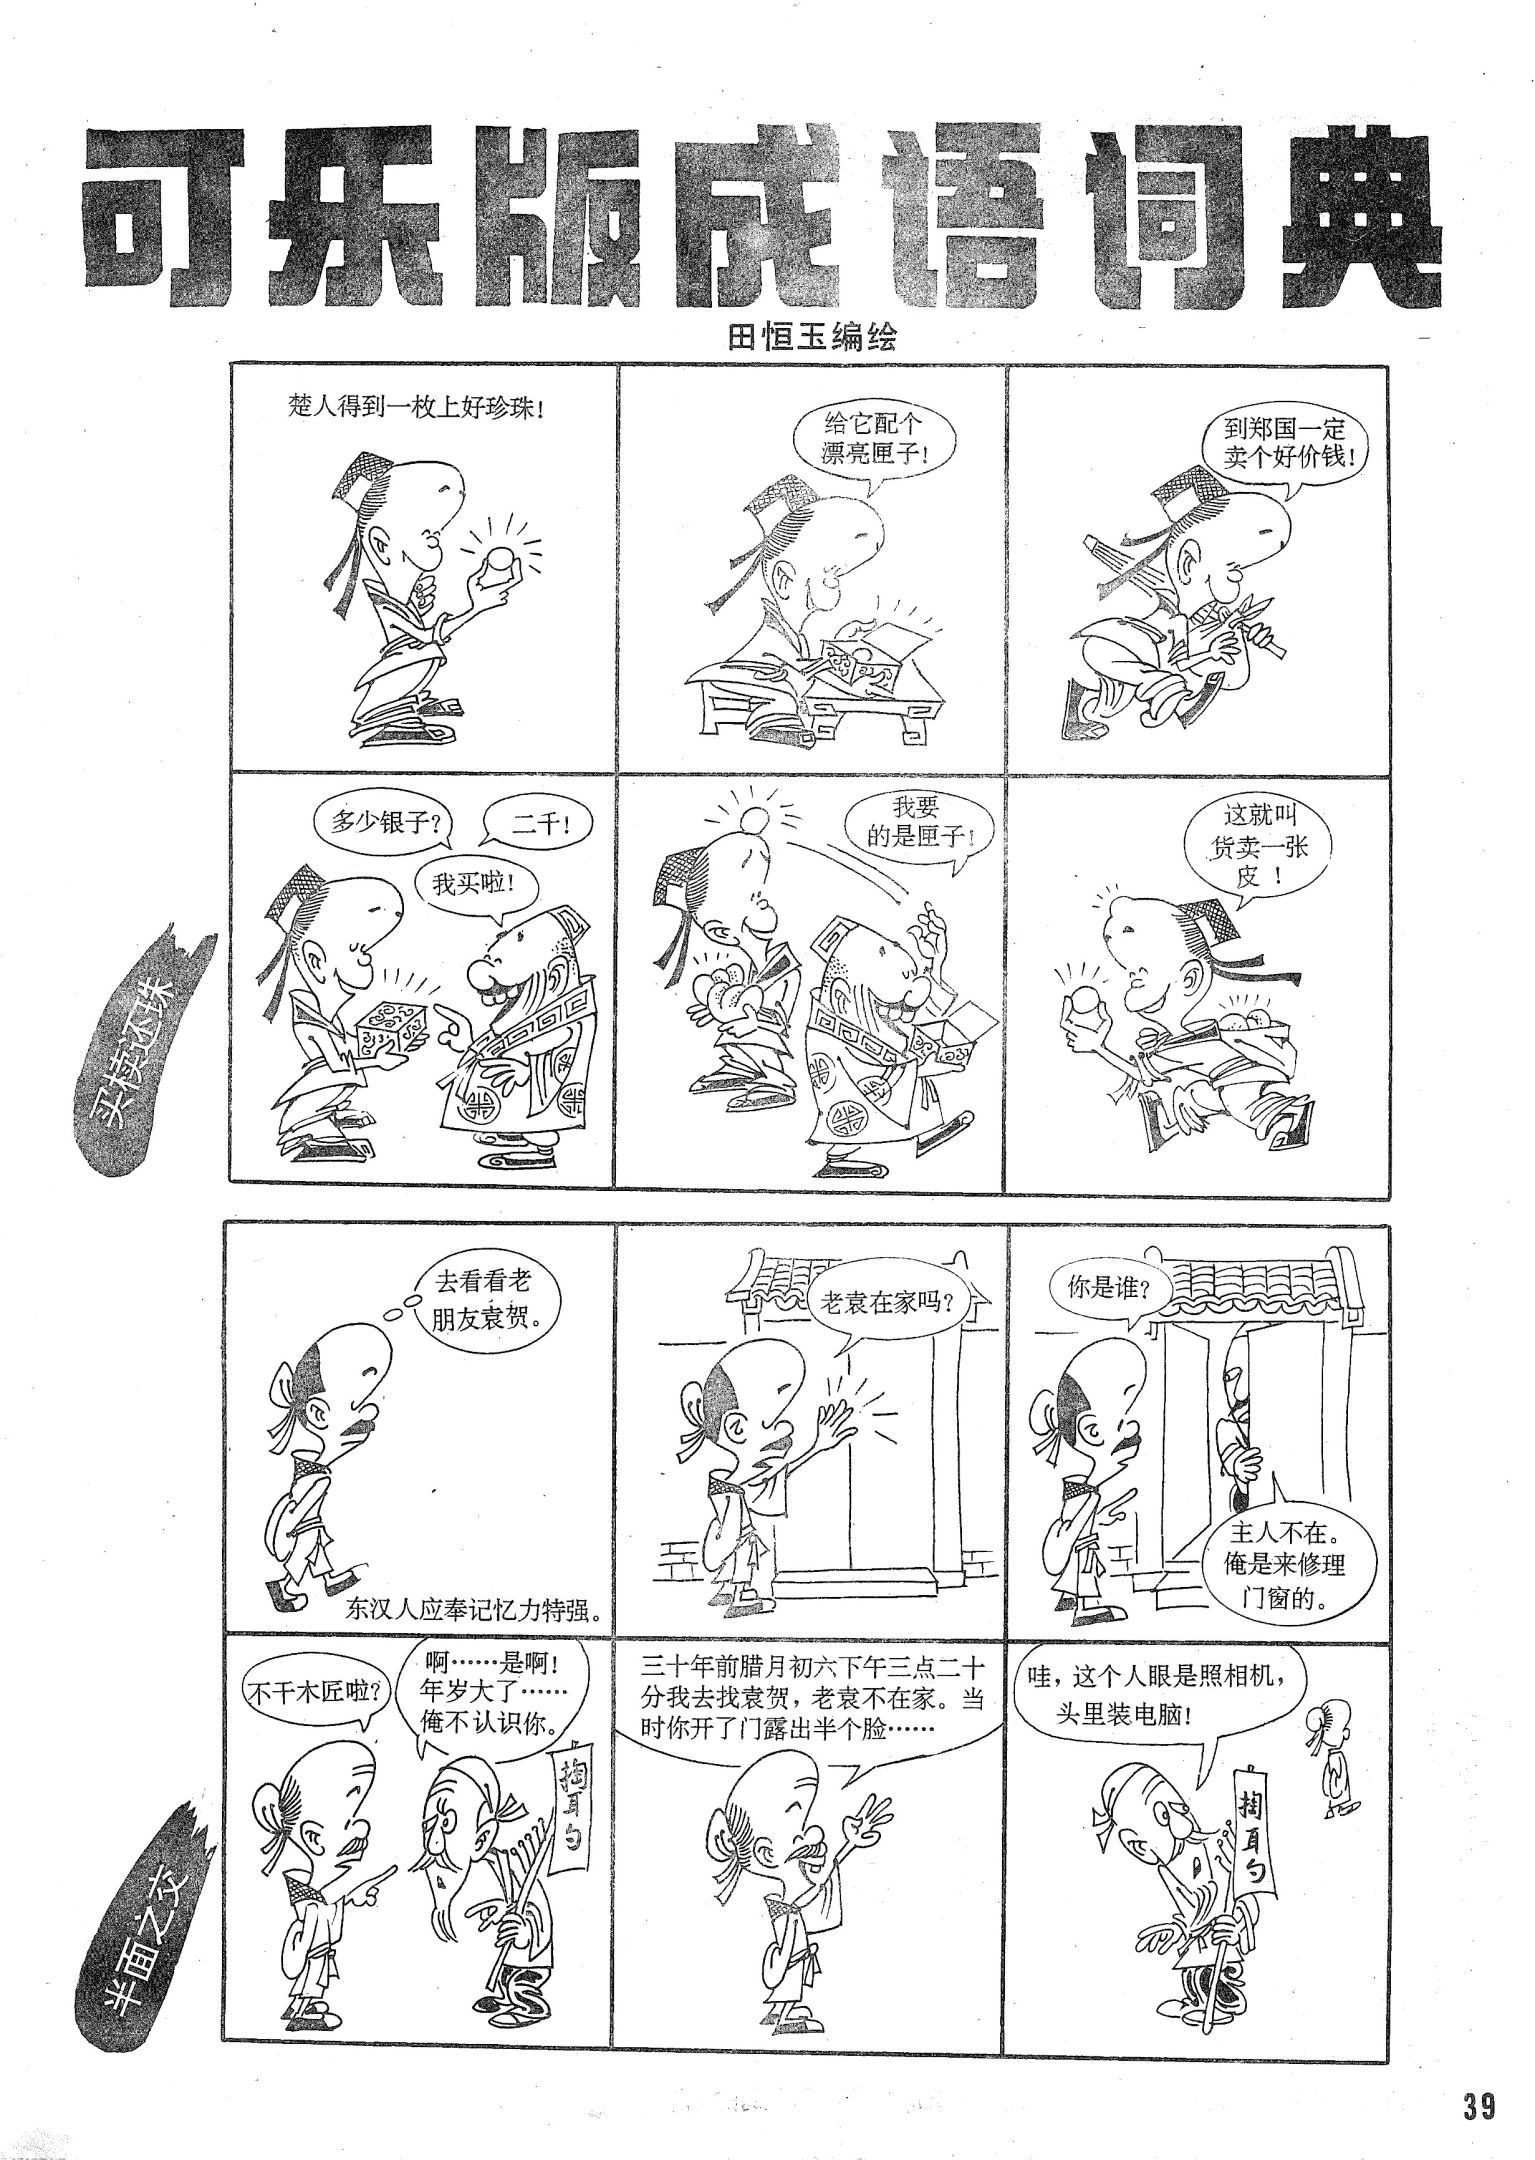 可乐版成语词典
田恒玉编绘
买椟还珠
楚人得到一枚上好珍珠!
给它配个
漂亮匣子!
到郑国一定
卖个好价钱!
多少银子?
二千!
我买啦!
我要
的是匣子!
这就叫
货卖一张
皮!
半面之交
去看看老
朋友袁贺。
东汉人应奉记忆力特强。
老袁在家吗?
你是谁?
主人不在。
俺是来修理
门窗的。
不干木匠啦?
啊……是啊!
年岁大了……
俺不认识你。
掏耳勺
三十年前腊月初六下午三点二十
分我去找袁贺，老袁不在家。当
时你开了门露出半个脸……
哇，这个人眼是照相机，
头里装电脑!
掏耳勺
39